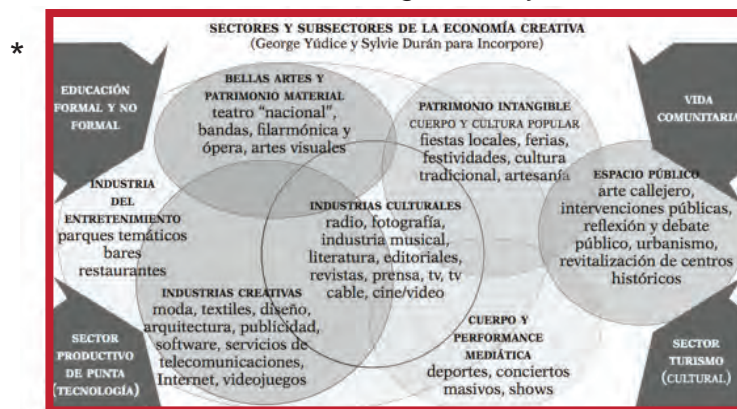 SECTORES Y SUBSECTORES DE LA ECONOMÍA CREATIVA
(George Yúdice y Sylvie Durán para Incorpore)
*
EDUCACIÓN
FORMAL Y NO
FORMAL
BELLAS ARTES Y
PATRIMONIO MATERIAL
teatro "nacional",
bandas, filarmónica y
ópera, artes visuales
PATRIMONIO INTANGIBLE
CUERPO Y CULTURA POPULAR
fiestas locales, ferias,
festividades, cultura
tradicional, artesanía
VIDA
COMUNITARIA
INDUSTRIA
DEL
ENTRETENIMIENTO
parques temáticos
bares
restaurantes
INDUSTRIAS CULTURALES
radio, fotografía,
industria musical,
literatura, editoriales,
revistas, prensa, tv, tv
cable, cine/video
ESPACIO PÚBLICO
arte callejero,
intervenciones públicas,
reflexión y debate
público, urbanismo,
revitalización de centros
históricos
INDUSTRIAS CREATIVAS
moda, textiles, diseño,
arquitectura, publicidad,
software, servicios de
telecomunicaciones,
Internet, videojuegos
CUERPO Y
PERFORMANCE
MEDIÁTICA
deportes, conciertos
masivos, shows
SECTOR
PRODUCTIVO
DE PUNTA
(TECNOLOGÍA)
SECTOR
TURISMO
(CULTURAL)